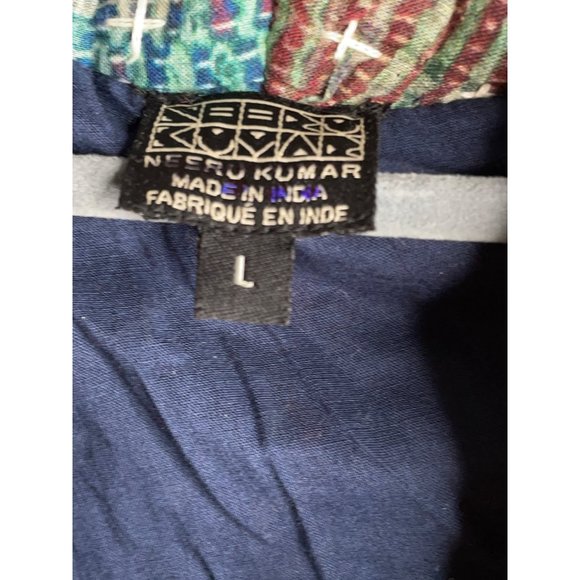 NEERU
KUMAR
NEERU KUMAR
MADE IN INDIA
FABRIQUÉ EN INDE
L